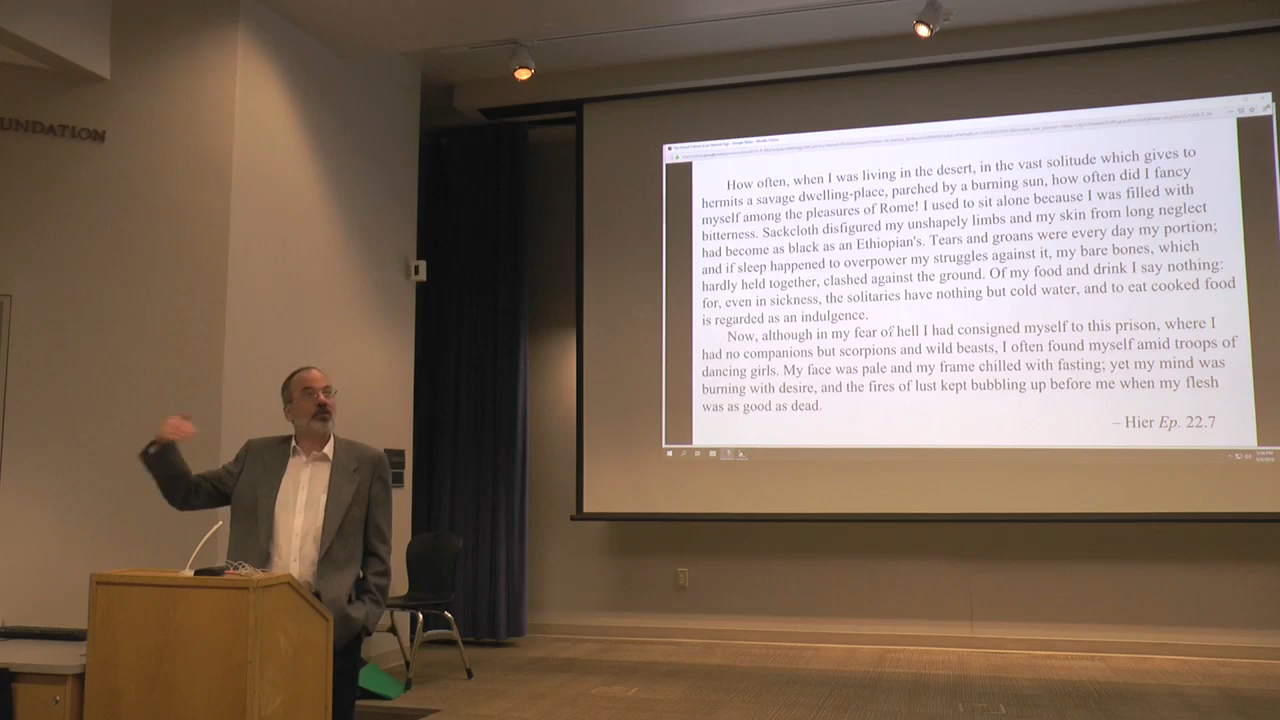 UNDATION
How often, when I was living in the desert, in the vast solitude which gives to
hermits a savage dwelling-place, parched by a burning sun, how often did I fancy
myself among the pleasures of Rome! I used to sit alone because I was filled with
bitterness. Sackcloth disfigured my unshapely limbs and my skin from long neglect
had become as black as an Ethiopian's. Tears and groans were every day my portion;
and if sleep happened to overpower my struggles against it, my bare bones, which
hardly held together, clashed against the ground. Of my food and drink I say nothing:
for, even in sickness, the solitaries have nothing but cold water, and to eat cooked food
is regarded as an indulgence.
Now, although in my fear of hell I had consigned myself to this prison, where I
had no companions but scorpions and wild beasts, I often found myself amid troops of
dancing girls. My face was pale and my frame chilled with fasting; yet my mind was
burning with desire, and the fires of lust kept bubbling up before me when my flesh
was as good as dead.
– Hier Ep. 22.7